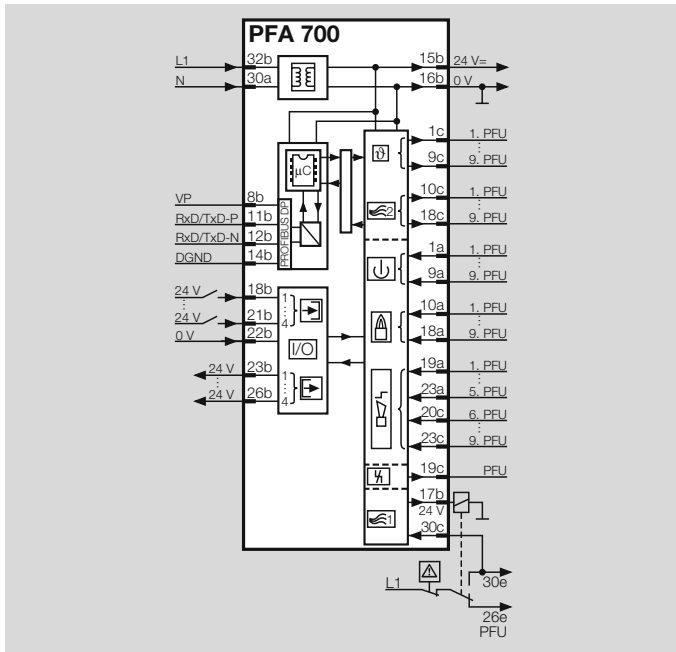 PFA 700
L1 32b 15b 24 V=
N 30a 16b 0 V
1c 1. PFU
ϑ
9c 9. PFU
µC
10c 1. PFU
2
VP 8b 18c 9. PFU
RxD/TxD-P 11b
RxD/TxD-N 12b
DGND 14b
PROFIBUS DP
1a 1. PFU
9a 9. PFU
24 V 18b 1
10a 1. PFU
24 V 21b 4
18a 9. PFU
0 V 22b
I/O
24 V 23b 1
19a 1. PFU
24 V 26b 4
23a 5. PFU
20c 6. PFU
23c 9. PFU
19c PFU
17b
24 V
1
30c
L1
30e
26e
PFU